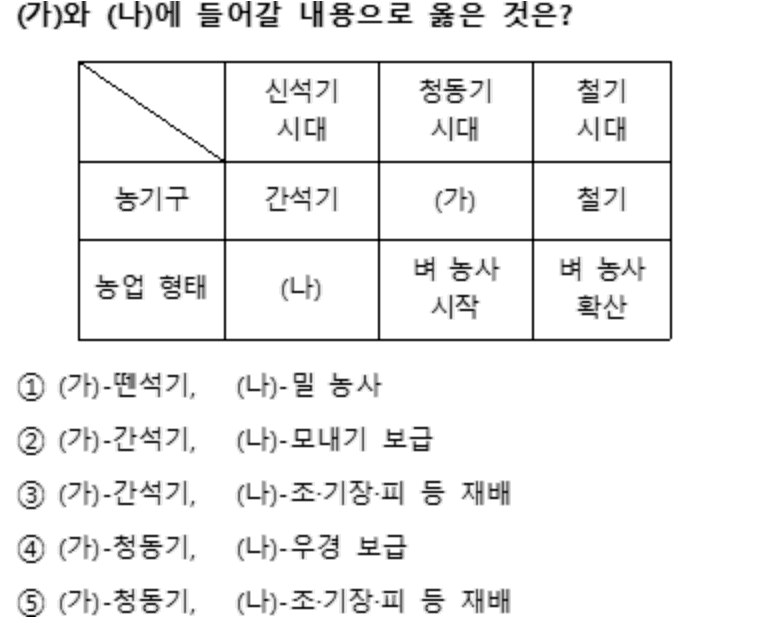 (가)와 (나)에 들어갈 내용으로 옳은 것은?
신석기 시대 청동기 시대 철기 시대
농기구 간석기 (가) 철기
농업 형태 (나) 벼 농사 시작 벼 농사 확산
① (가)-뗀석기, (나)-밀 농사
② (가)-간석기, (나)-모내기 보급
③ (가)-간석기, (나)-조·기장·피 등 재배
④ (가)-청동기, (나)-우경 보급
⑤ (가)-청동기, (나)-조·기장·피 등 재배